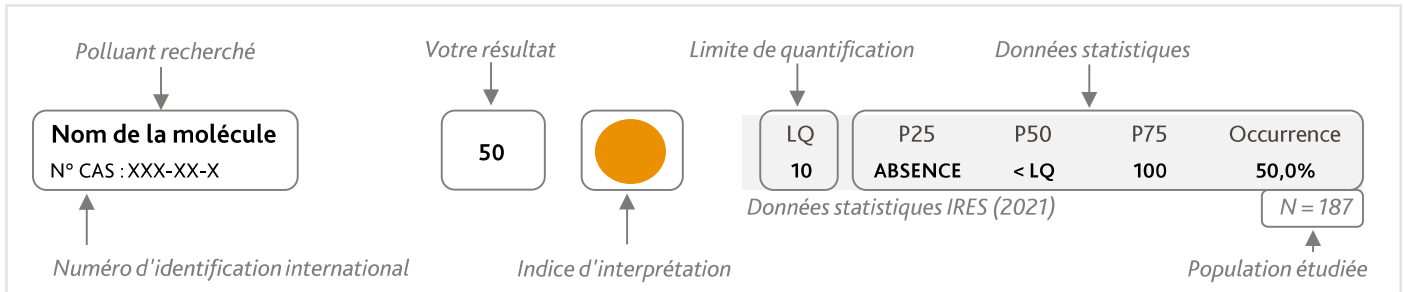 Polluant recherché
Votre résultat
Limite de quantification
Données statistiques
Nom de la molécule
N° CAS : XXX-XX-X
50
LQ
10
P25
P50
P75
Occurrence
ABSENCE
< LQ
100
50,0%
Données statistiques IRES (2021)
N = 187
Numéro d'identification international
Indice d'interprétation
Population étudiée